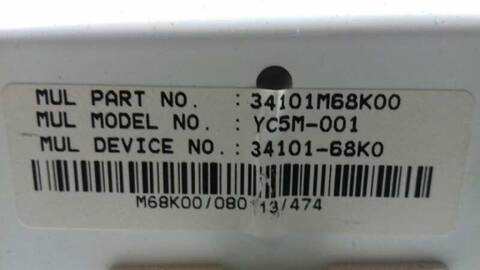 MUL PART NO. : 34101M68K00
MUL MODEL NO. : YC5M-001
MUL DEVICE NO. : 34101-68K0
M68K00/080 13/474